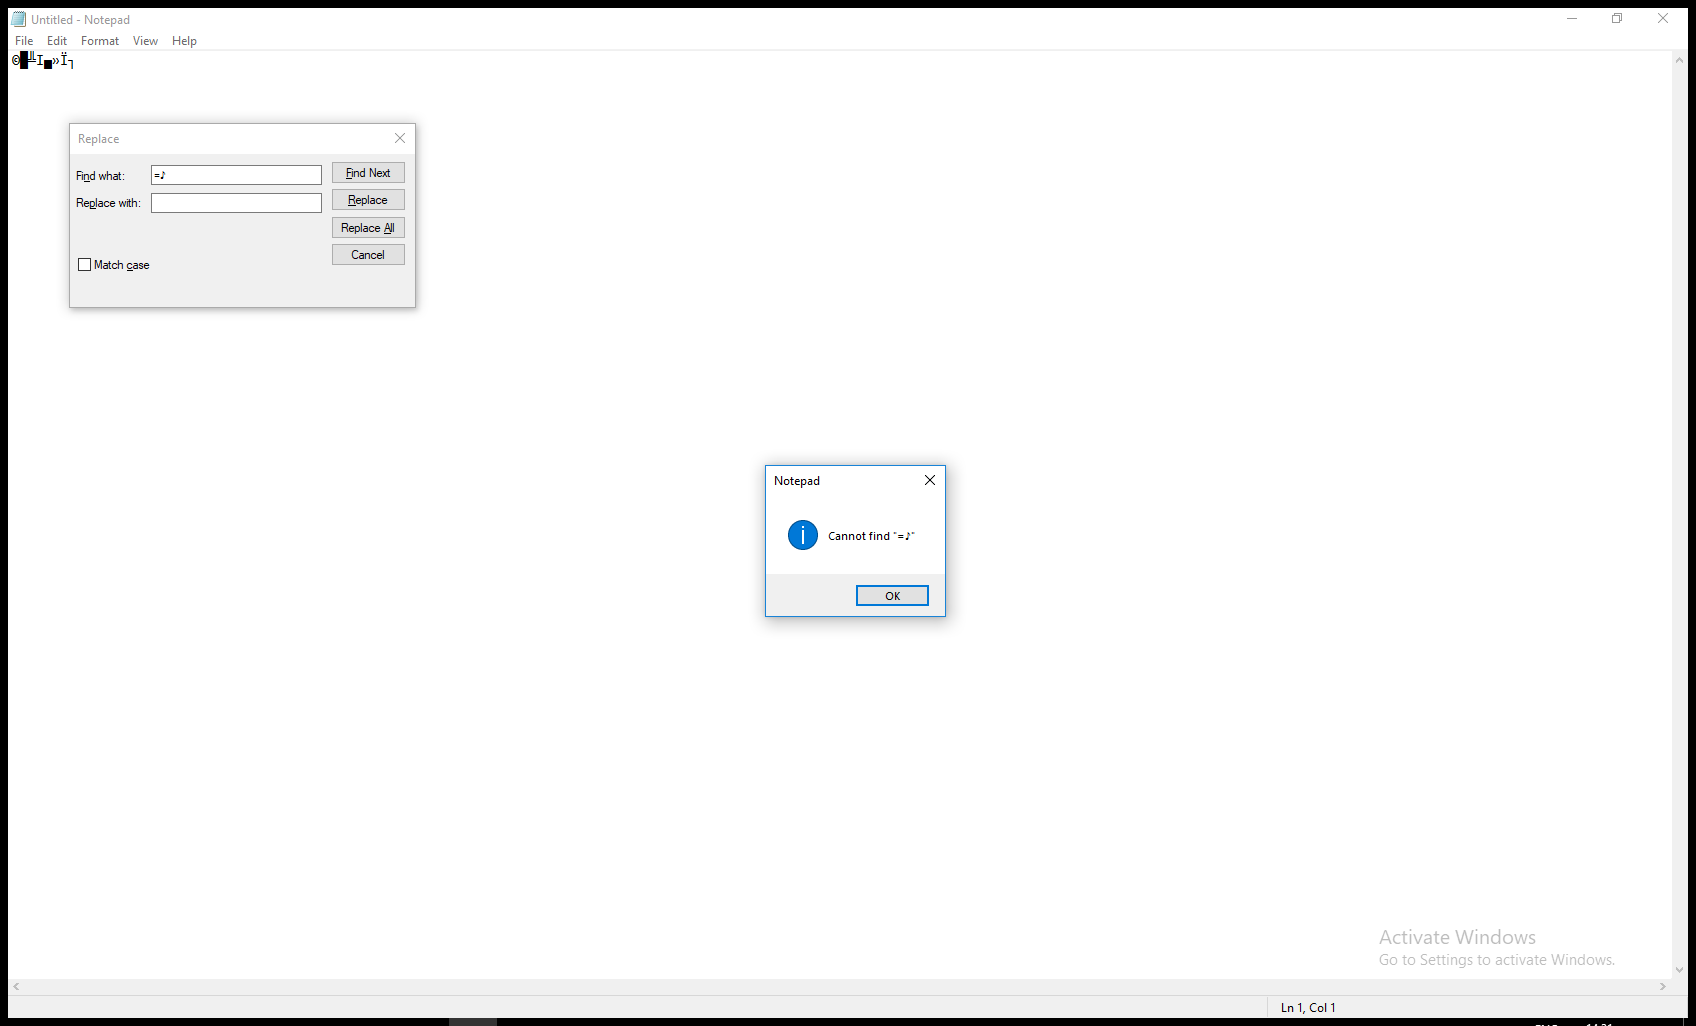 Untitled - Notepad
File Edit Format View Help
Replace
Find what: =♪
Find Next
Replace with:
Replace
Replace All
Cancel
Match case
Notepad
Cannot find "=♪"
OK
Activate Windows
Go to Settings to activate Windows.
Ln 1, Col 1